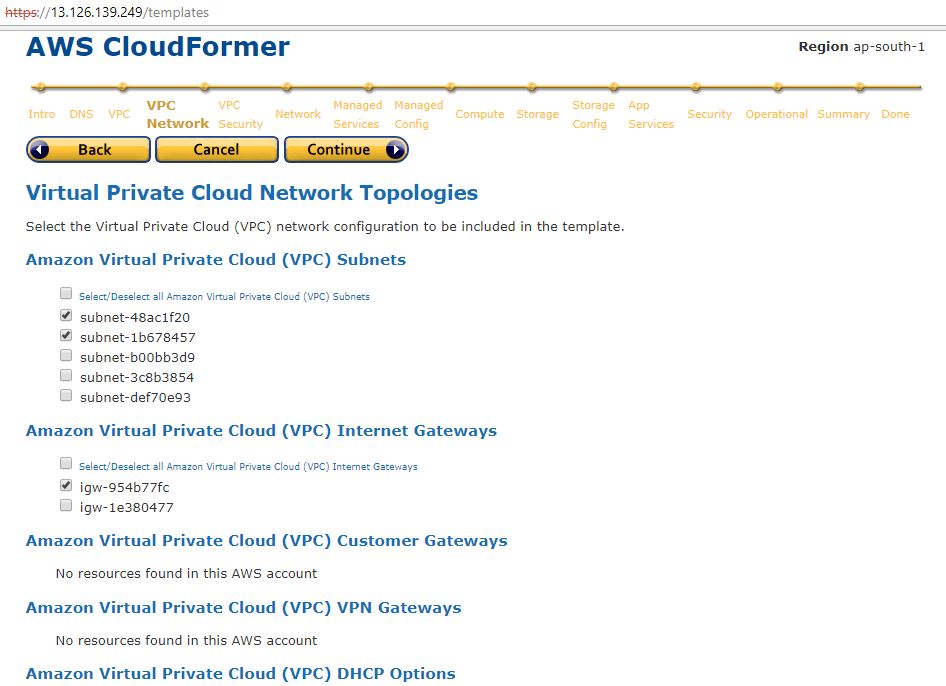 https://13.126.139.249/templates
AWS CloudFormer
Region ap-south-1
Intro DNS VPC VPC Network VPC Security Network Managed Services Managed Config Compute Storage Storage Config App Services Security Operational Summary Done
Back Cancel Continue
Virtual Private Cloud Network Topologies
Select the Virtual Private Cloud (VPC) network configuration to be included in the template.
Amazon Virtual Private Cloud (VPC) Subnets
Select/Deselect all Amazon Virtual Private Cloud (VPC) Subnets
subnet-48ac1f20
subnet-1b678457
subnet-b00bb3d9
subnet-3c8b3854
subnet-def70e93
Amazon Virtual Private Cloud (VPC) Internet Gateways
Select/Deselect all Amazon Virtual Private Cloud (VPC) Internet Gateways
igw-954b77fc
igw-1e380477
Amazon Virtual Private Cloud (VPC) Customer Gateways
No resources found in this AWS account
Amazon Virtual Private Cloud (VPC) VPN Gateways
No resources found in this AWS account
Amazon Virtual Private Cloud (VPC) DHCP Options